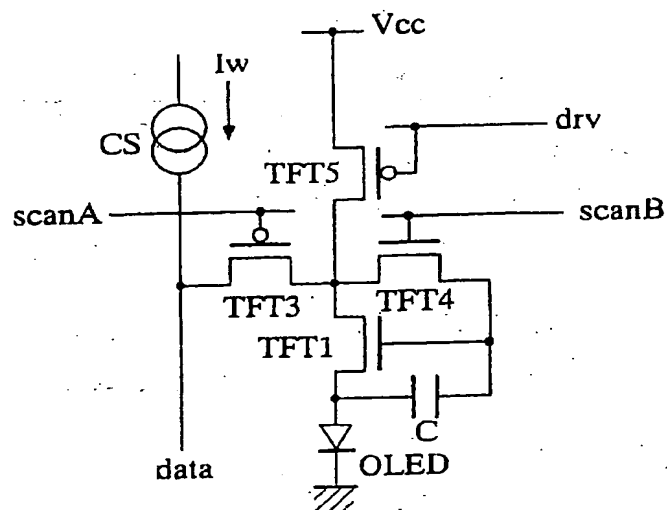 Vcc
Iw
CS
drv
TFT5
scanA
scanB
TFT3
TFT4
TFT1
C
OLED
data